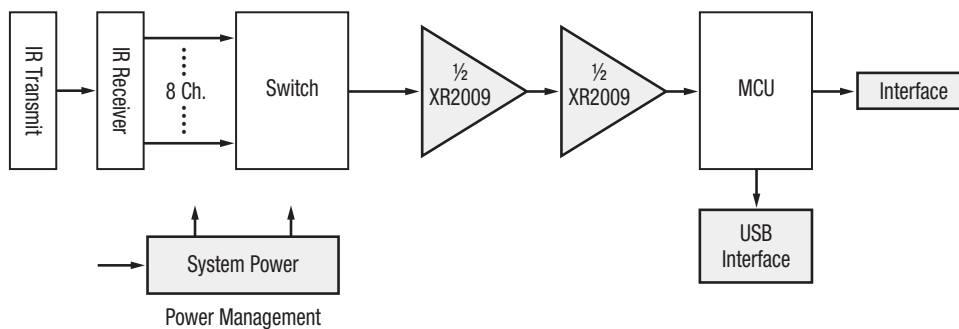 IR Transmit
IR Receiver
8 Ch.
Switch
½
XR2009
½
XR2009
MCU
Interface
USB
Interface
System Power
Power Management